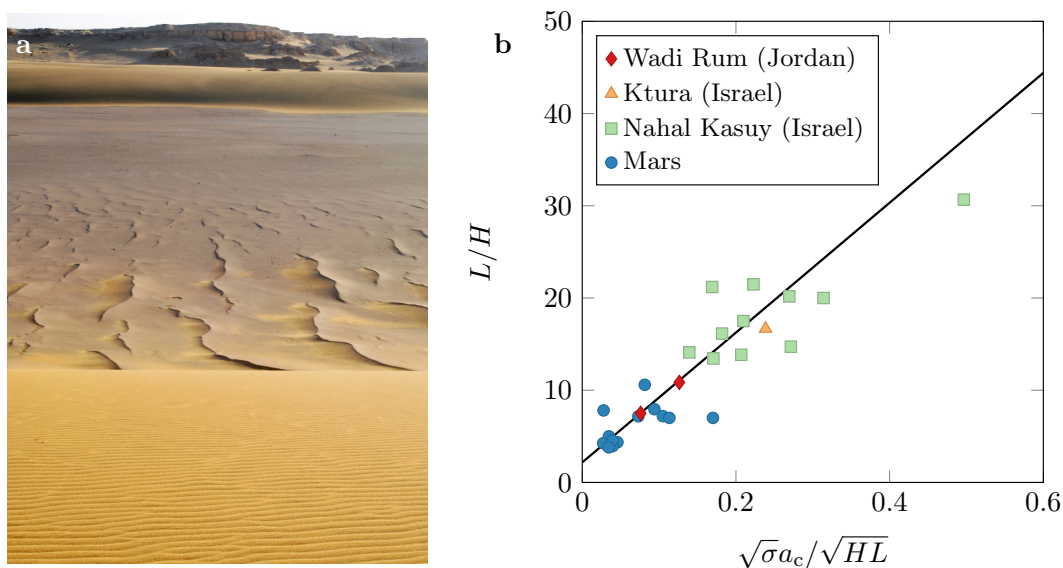 a
b
50
40
30
20
10
0
L/H
Wadi Rum (Jordan)
Ktura (Israel)
Nahal Kasuy (Israel)
Mars
0
0.2
0.4
0.6
√σa_c/√HL